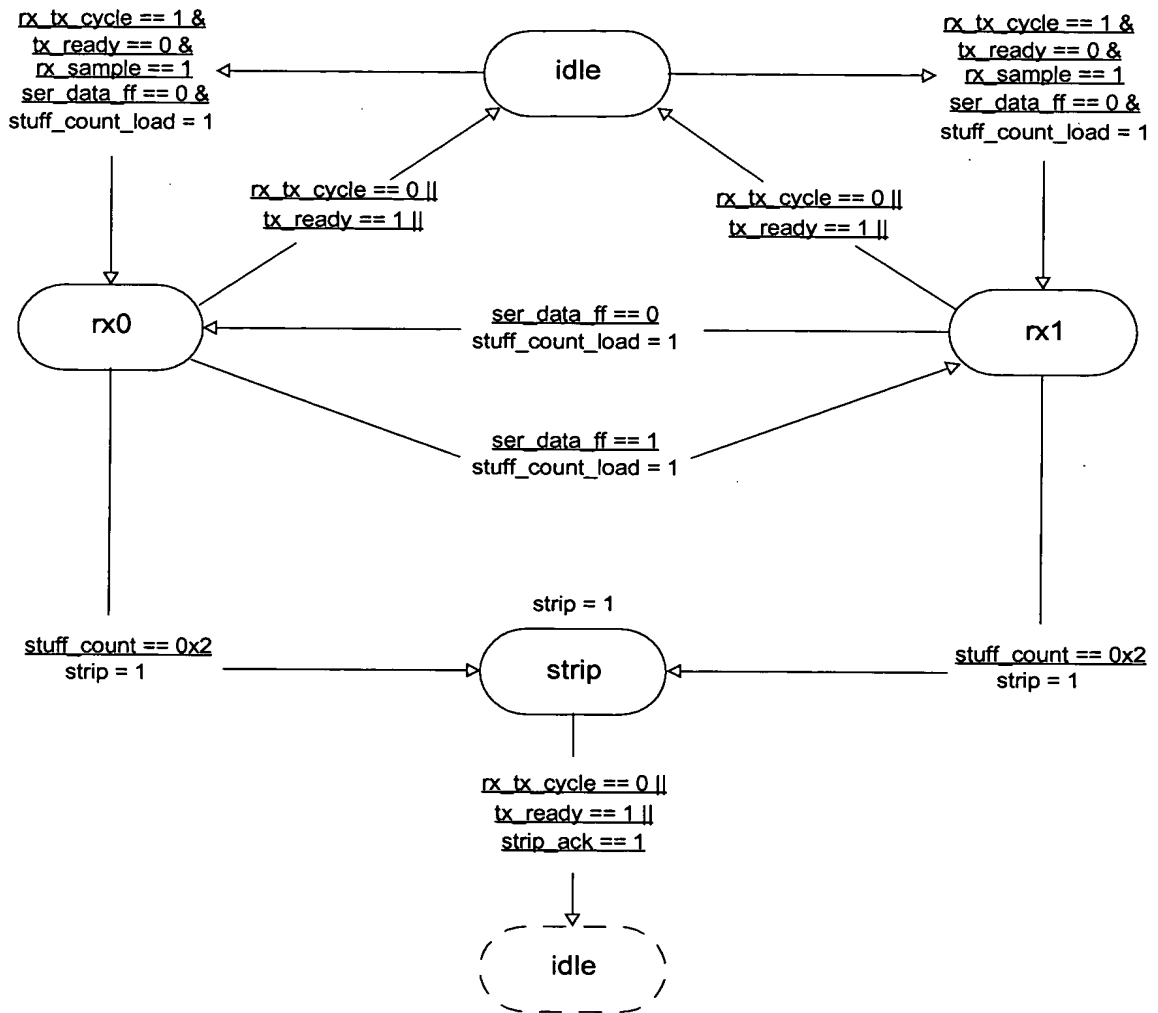 rx_tx_cycle == 1 &
tx_ready == 0 &
rx_sample == 1
ser_data_ff == 0 &
stuff_count_load = 1
idle
rx_tx_cycle == 1 &
tx_ready == 0 &
rx_sample == 1
ser_data_ff == 0 &
stuff_count_load = 1
rx_tx_cycle == 0 ||
tx_ready == 1 ||
rx_tx_cycle == 0 ||
tx_ready == 1 ||
rx0
ser_data_ff == 0
stuff_count_load = 1
rx1
ser_data_ff == 1
stuff_count_load = 1
strip = 1
stuff_count == 0x2
strip = 1
strip
stuff_count == 0x2
strip = 1
rx_tx_cycle == 0 ||
tx_ready == 1 ||
strip_ack == 1
idle